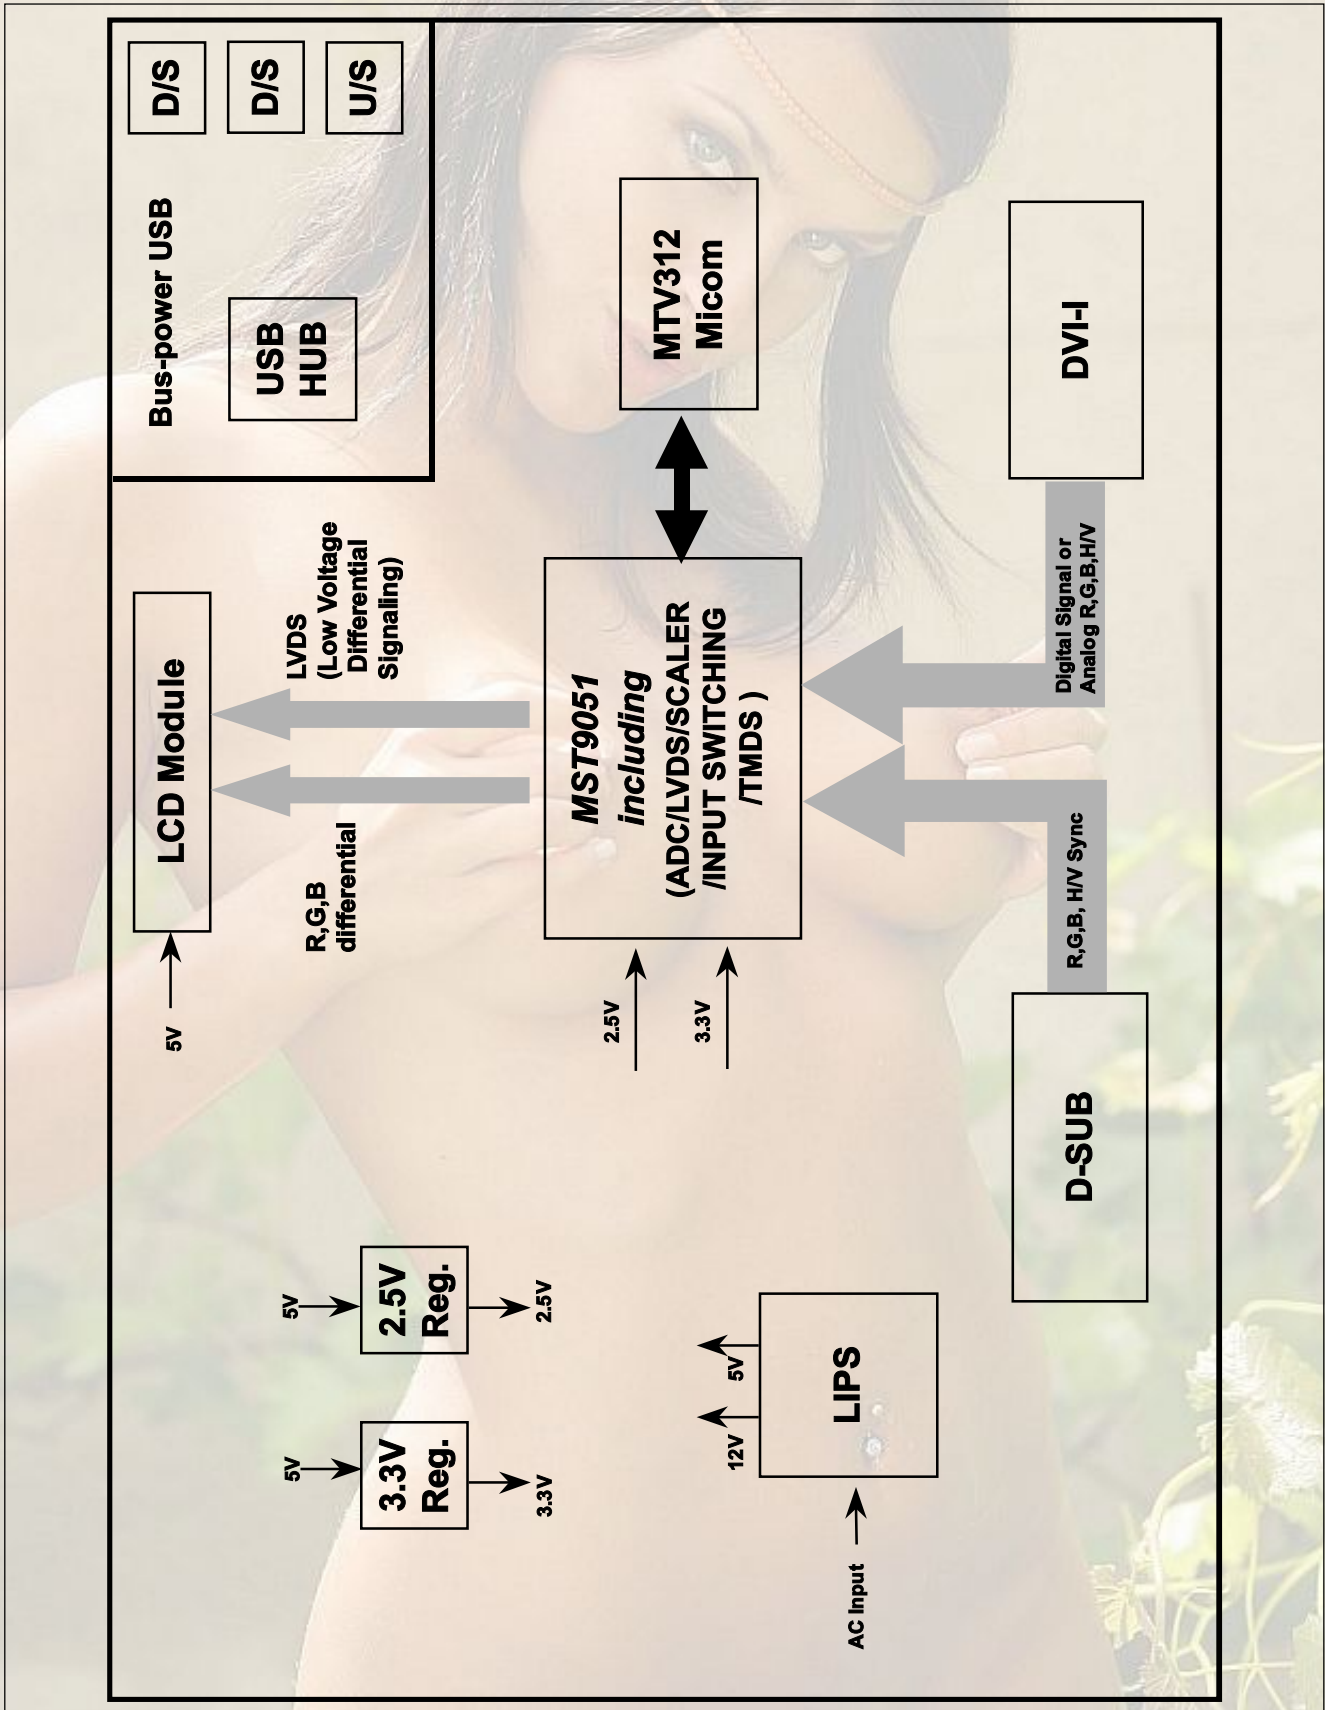 D/S
D/S
U/S
Bus-power USB
USB
HUB
MTV312
Micom
DVI-I
LCD Module
LVDS
(Low Voltage
Differential
Signaling)
R,G,B
differential
MST9051
including
(ADC/LVDS/SCALER
/INPUT SWITCHING
/TMDS )
Digital Signal or
Analog R,G,B,H/V
R,G,B, H/V Sync
5V
2.5V
3.3V
D-SUB
5V
2.5V
Reg.
2.5V
5V
3.3V
Reg.
3.3V
5V
12V
LIPS
AC Input